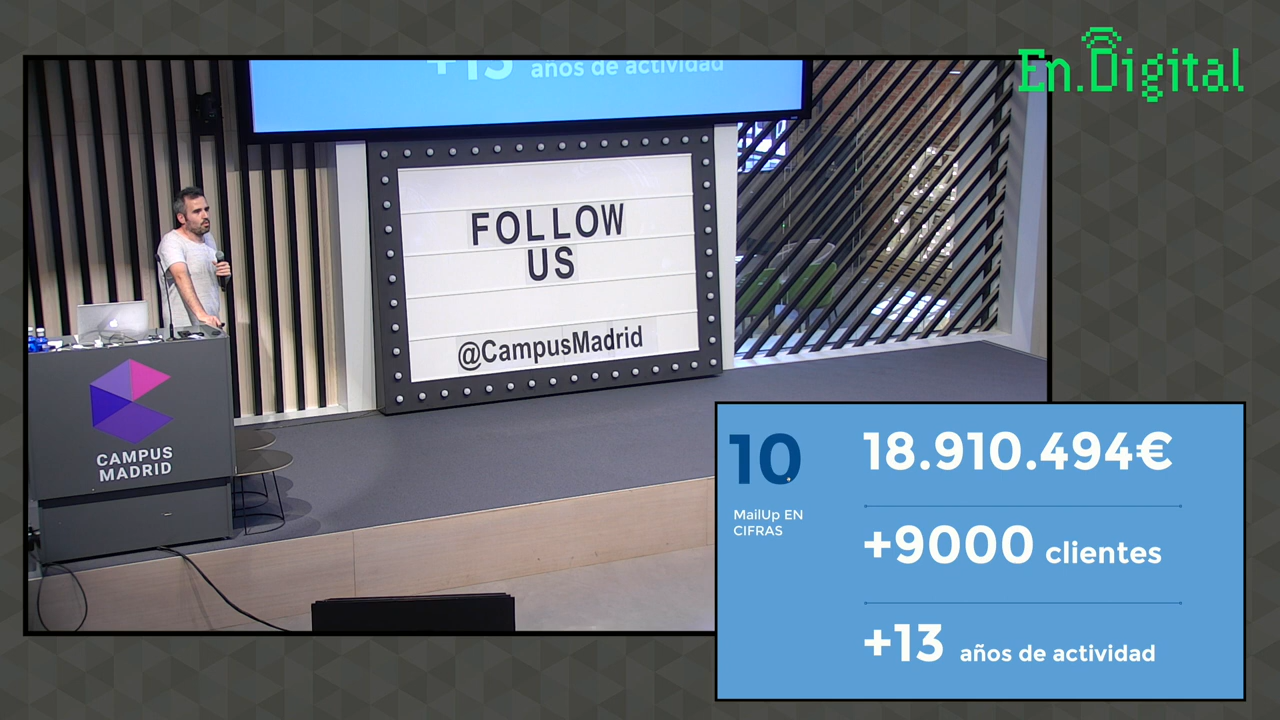 En.Digital
+13 años de actividad
FOLLOW
US
@CampusMadrid
CAMPUS
MADRID
10
MailUp EN
CIFRAS
18.910.494€
+9000 clientes
+13 años de actividad